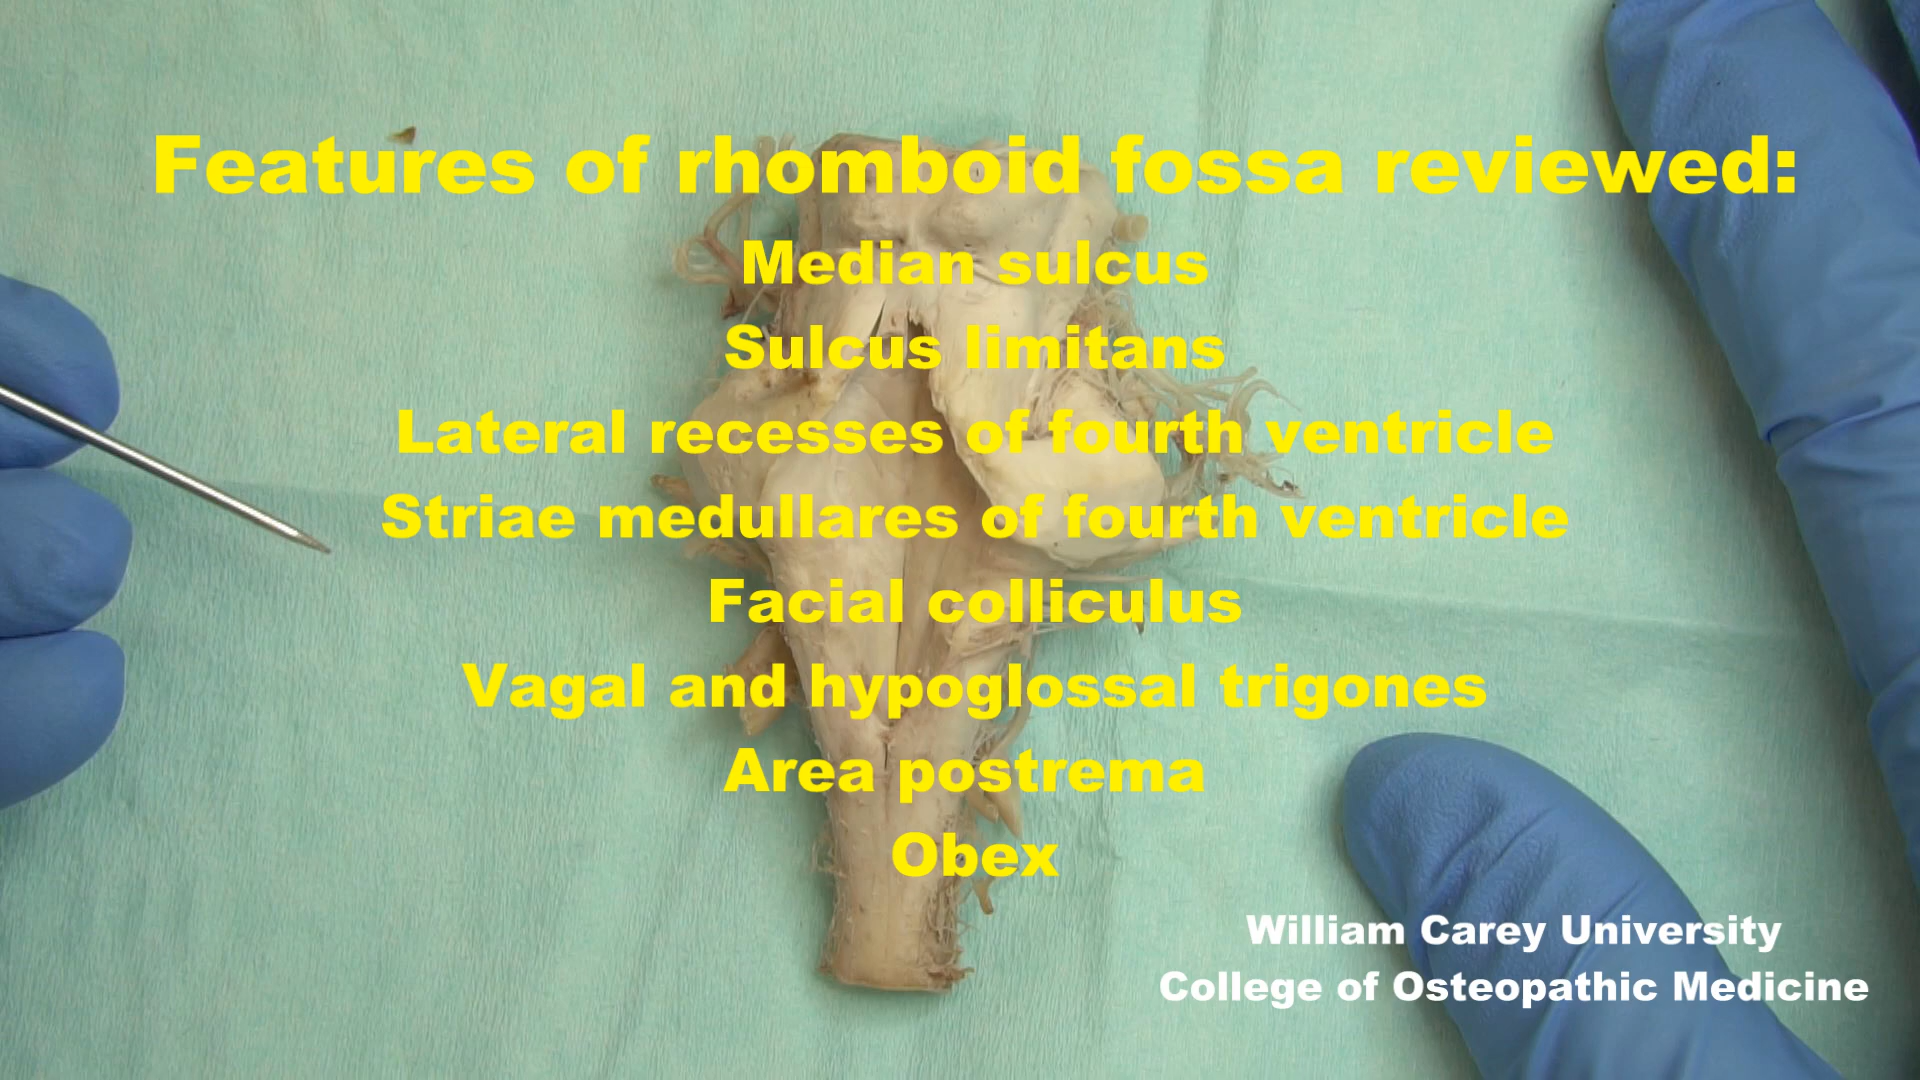 Features of rhomboid fossa reviewed:
Median sulcus
Sulcus limitans
Lateral recesses of fourth ventricle
Striae medullares of fourth ventricle
Facial colliculus
Vagal and hypoglossal trigones
Area postrema
Obex
William Carey University
College of Osteopathic Medicine